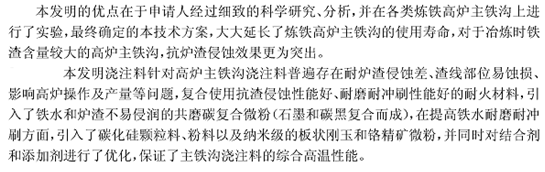 本发明的优点在于申请人经过细致的科学研究、分析,并在各类炼铁高炉主铁沟上进
行了实验,最终确定的本技术方案,大大延长了炼铁高炉主铁沟的使用寿命,对于冶炼时铁
渣含量较大的高炉主铁沟,抗炉渣侵蚀效果更为突出。
本发明浇注料针对高炉主铁沟浇注料普遍存在耐炉渣侵蚀差、渣线部位易蚀损、
影响高炉操作及产量等问题,复合使用抗渣侵蚀性能好、耐磨耐冲刷性能好的耐火材料,引
入了铁水和炉渣不易侵润的共磨碳复合微粉(石墨和碳黑复合而成),在提高铁水耐磨耐冲
刷方面,引入了碳化硅颗粒料、粉料以及纳米级的板状刚玉和铬精矿微粉,并同时对结合剂
和添加剂进行了优化,保证了主铁沟浇注料的综合高温性能。